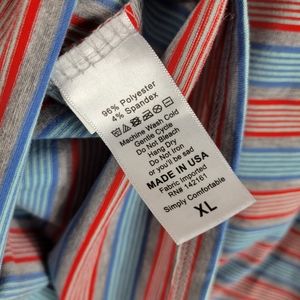 96% Polyester
4% Spandex
Machine Wash Cold
Gentle Cycle
Do Not Bleach
Hang Dry
Do Not Iron
or you'll be sad
MADE IN USA
Fabric Imported
RN# 142161
Simply Comfortable
XL